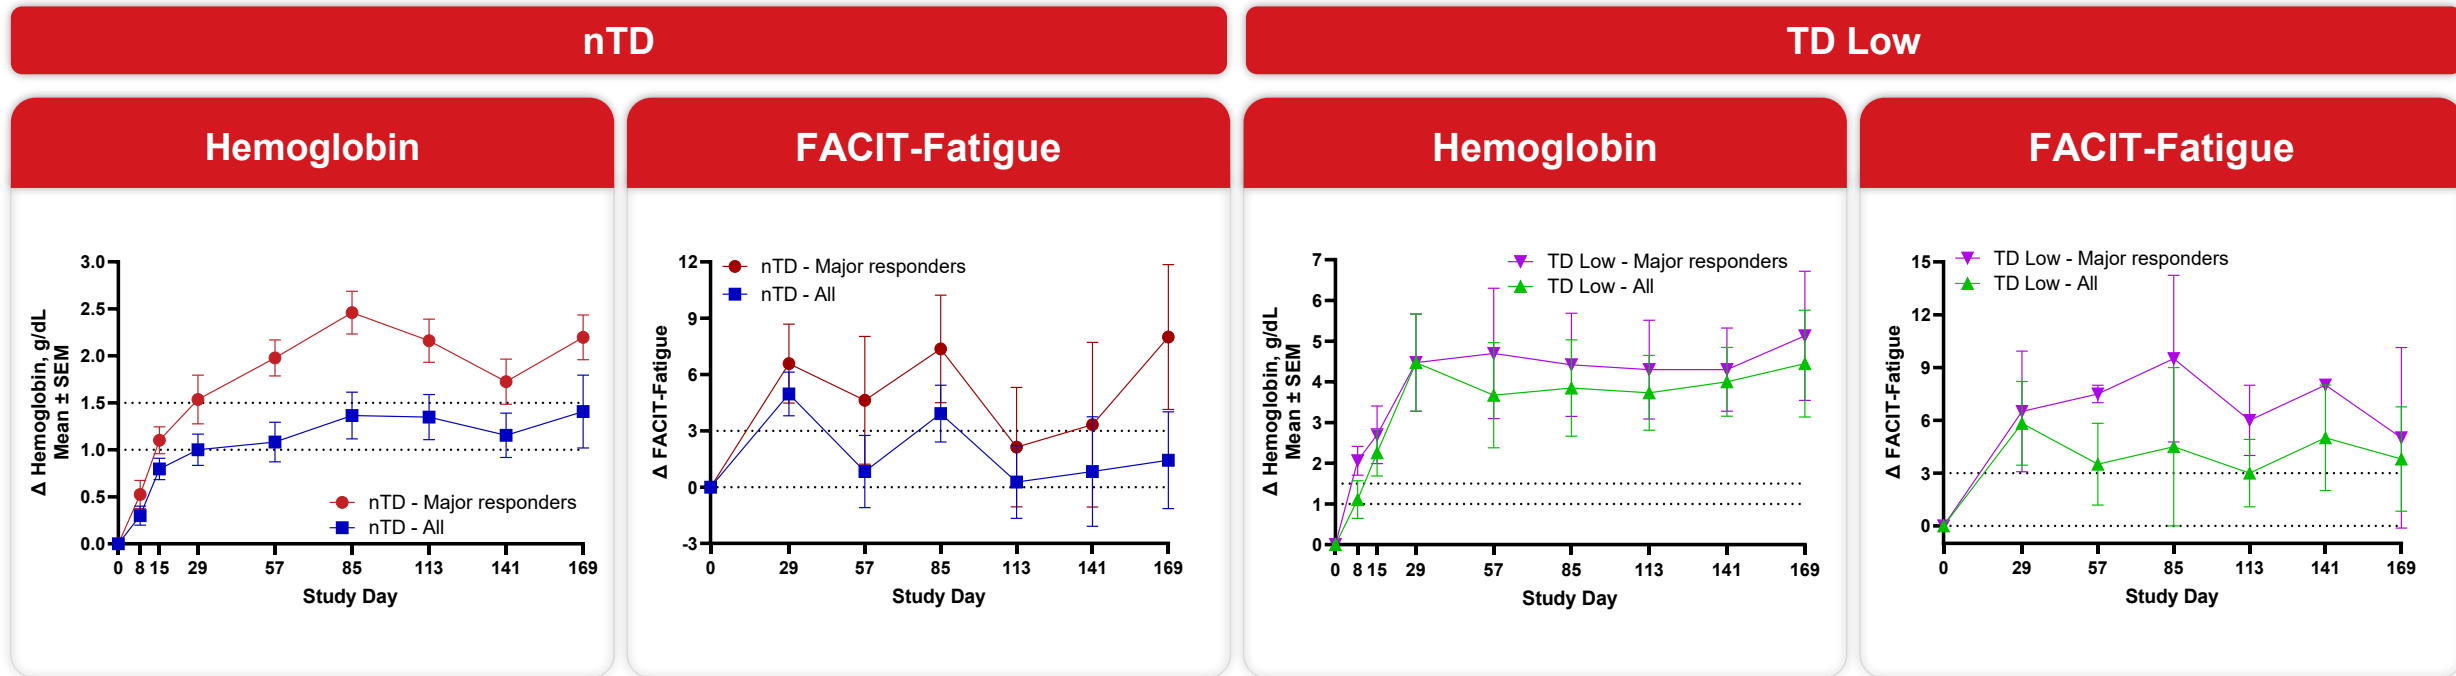 nTD
TD Low
Hemoglobin
FACIT-Fatigue
Hemoglobin
FACIT-Fatigue
Δ Hemoglobin, g/dL
Mean ± SEM
3.0
2.5
2.0
1.5
1.0
0.5
0.0
nTD - Major responders
nTD - All
0 8 15 29 57 85 113 141 169
Study Day
Δ FACIT-Fatigue
12
9
6
3
0
-3
nTD - Major responders
nTD - All
0 29 57 85 113 141 169
Study Day
Δ Hemoglobin, g/dL
Mean ± SEM
7
6
5
4
3
2
1
0
TD Low - Major responders
TD Low - All
0 8 15 29 57 85 113 141 169
Study Day
Δ FACIT-Fatigue
15
12
9
6
3
0
TD Low - Major responders
TD Low - All
0 29 57 85 113 141 169
Study Day